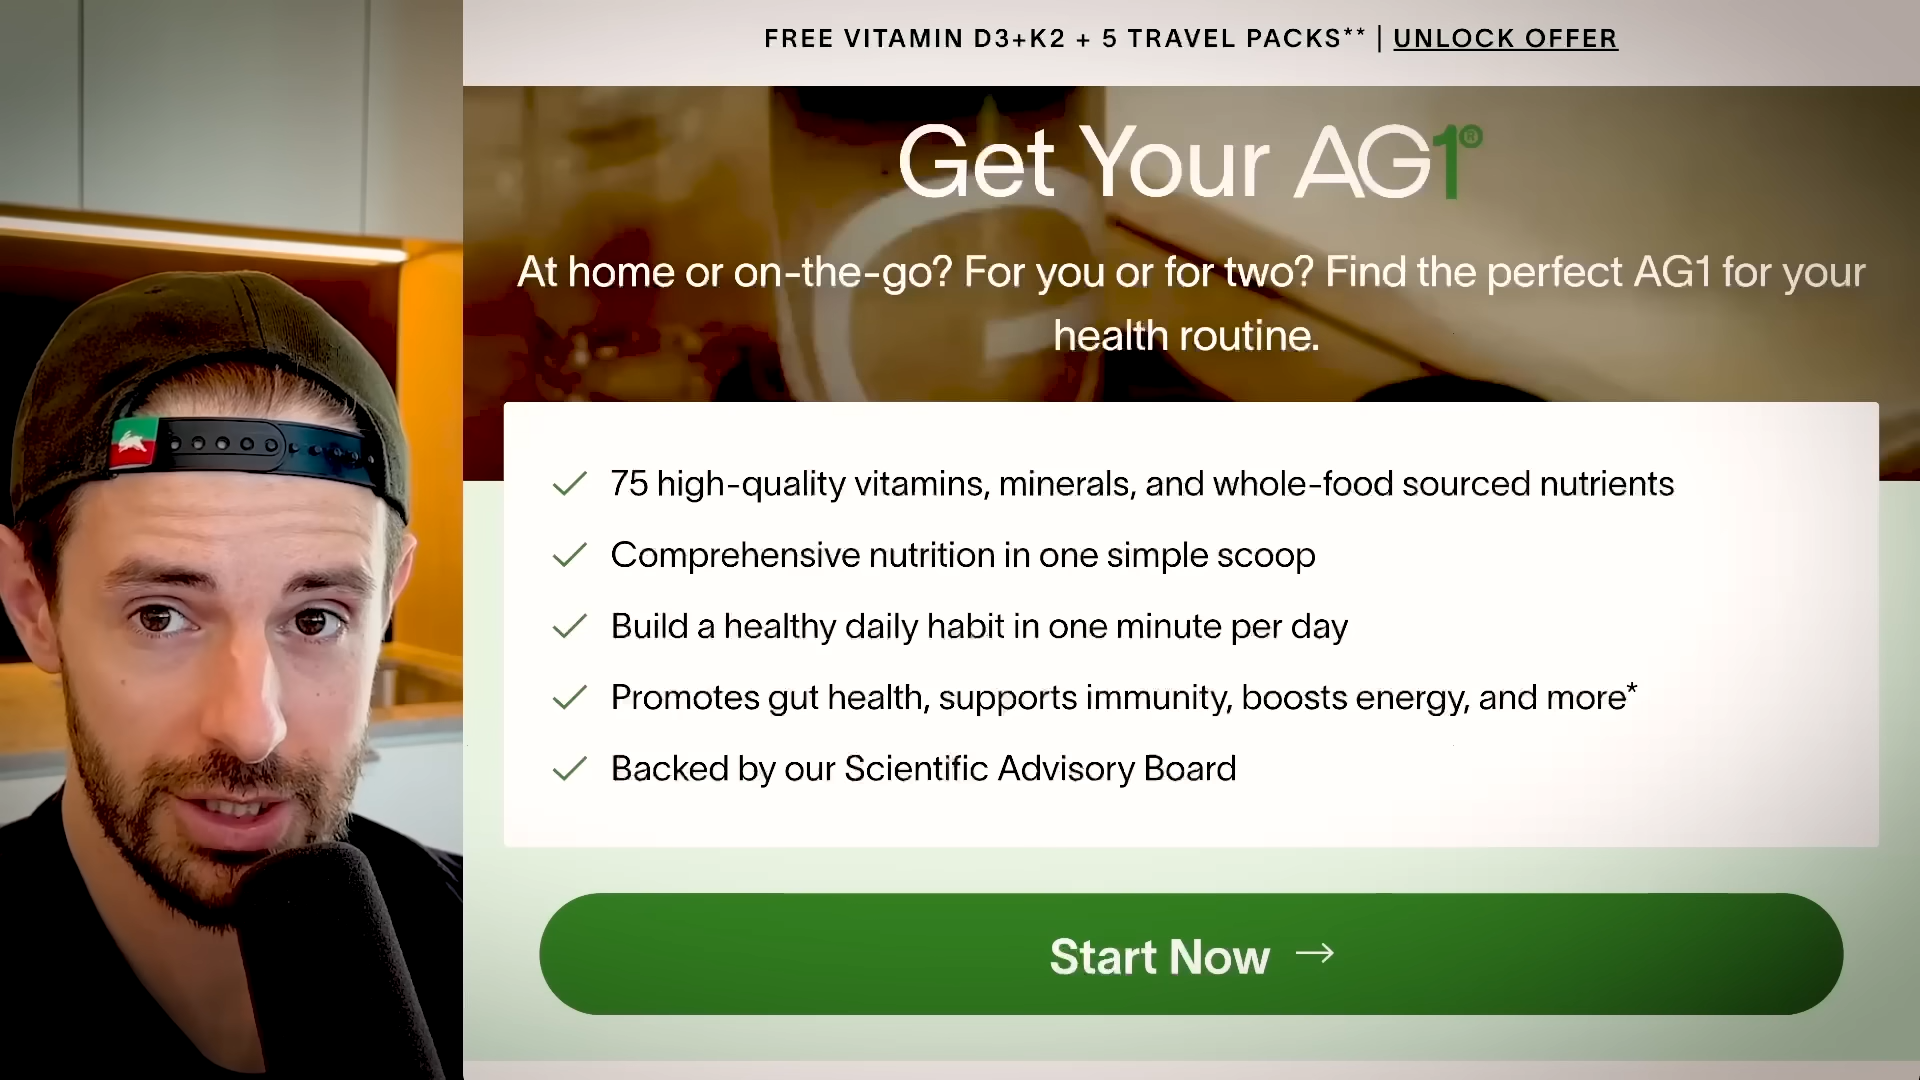 FREE VITAMIN D3+K2 + 5 TRAVEL PACKS** | UNLOCK OFFER
Get Your AG1®
At home or on-the-go? For you or for two? Find the perfect AG1 for your
health routine.
75 high-quality vitamins, minerals, and whole-food sourced nutrients
Comprehensive nutrition in one simple scoop
Build a healthy daily habit in one minute per day
Promotes gut health, supports immunity, boosts energy, and more*
Backed by our Scientific Advisory Board
Start Now →